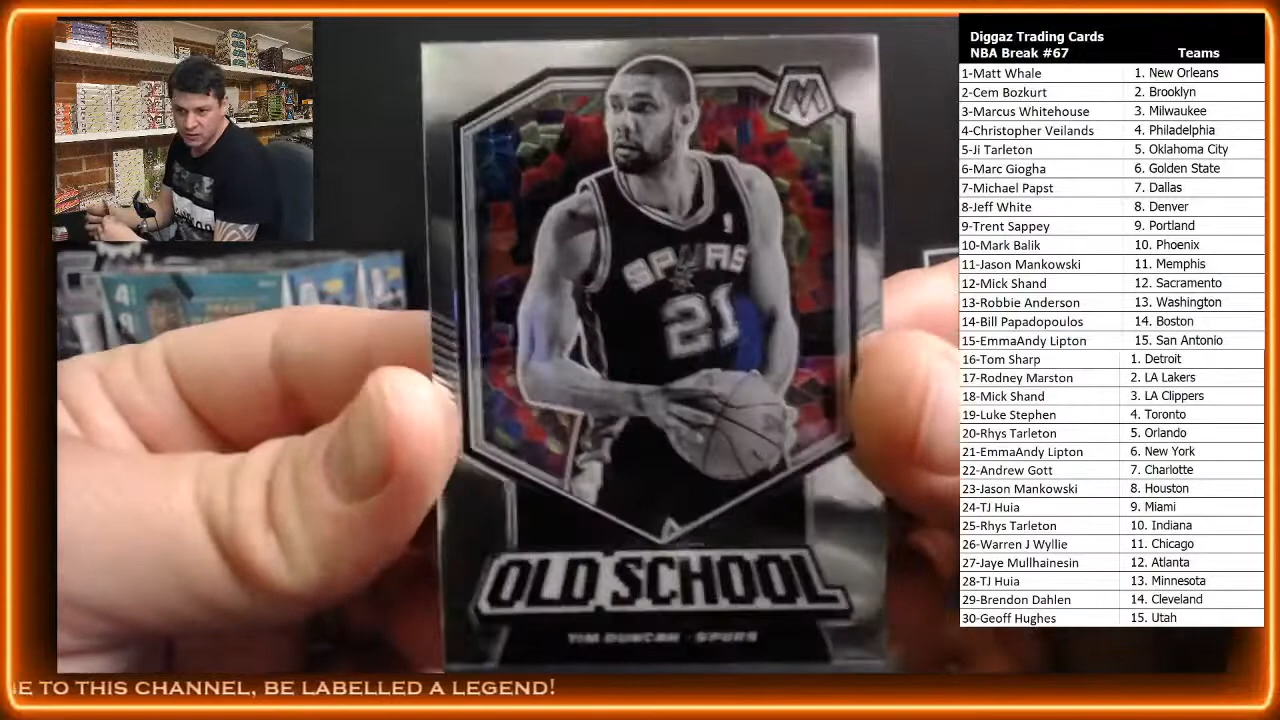 Diggaz Trading Cards
NBA Break #67 Teams
1-Matt Whale 1. New Orleans
2-Cem Bozkurt 2. Brooklyn
3-Marcus Whitehouse 3. Milwaukee
4-Christopher Veilands 4. Philadelphia
5-Ji Tarleton 5. Oklahoma City
6-Marc Giogha 6. Golden State
7-Michael Papst 7. Dallas
8-Jeff White 8. Denver
9-Trent Sappey 9. Portland
10-Mark Balik 10. Phoenix
11-Jason Mankowski 11. Memphis
12-Mick Shand 12. Sacramento
13-Robbie Anderson 13. Washington
14-Bill Papadopoulos 14. Boston
15-EmmaAndy Lipton 15. San Antonio
16-Tom Sharp 1. Detroit
17-Rodney Marston 2. LA Lakers
18-Mick Shand 3. LA Clippers
19-Luke Stephen 4. Toronto
20-Rhys Tarleton 5. Orlando
21-EmmaAndy Lipton 6. New York
22-Andrew Gott 7. Charlotte
23-Jason Mankowski 8. Houston
24-TJ Huia 9. Miami
25-Rhys Tarleton 10. Indiana
26-Warren J Wyllie 11. Chicago
27-Jaye Mullhainesin 12. Atlanta
28-TJ Huia 13. Minnesota
29-Brendon Dahlen 14. Cleveland
30-Geoff Hughes 15. Utah
M
SPURS
21
OLD SCHOOL
TIM DUNCAN - SPURS
E TO THIS CHANNEL, BE LABELLED A LEGEND!